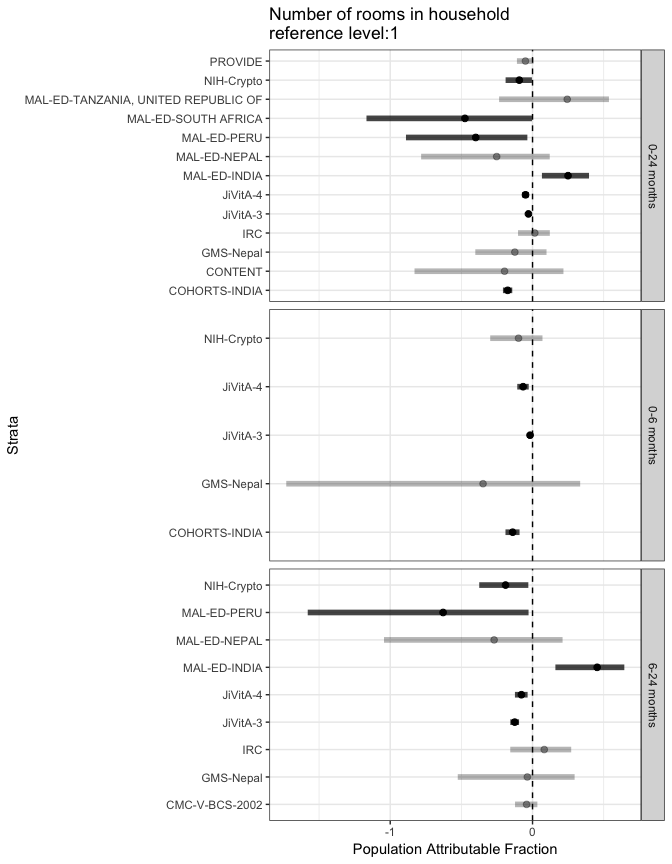 Number of rooms in household
reference level:1
PROVIDE
NIH-Crypto
MAL-ED-TANZANIA, UNITED REPUBLIC OF
MAL-ED-SOUTH AFRICA
MAL-ED-PERU
MAL-ED-NEPAL
MAL-ED-INDIA
JiVitA-4
JiVitA-3
IRC
GMS-Nepal
CONTENT
COHORTS-INDIA
0-24 months
NIH-Crypto
JiVitA-4
JiVitA-3
GMS-Nepal
COHORTS-INDIA
0-6 months
NIH-Crypto
MAL-ED-PERU
MAL-ED-NEPAL
MAL-ED-INDIA
JiVitA-4
JiVitA-3
IRC
GMS-Nepal
CMC-V-BCS-2002
6-24 months
Strata
-1 0
Population Attributable Fraction